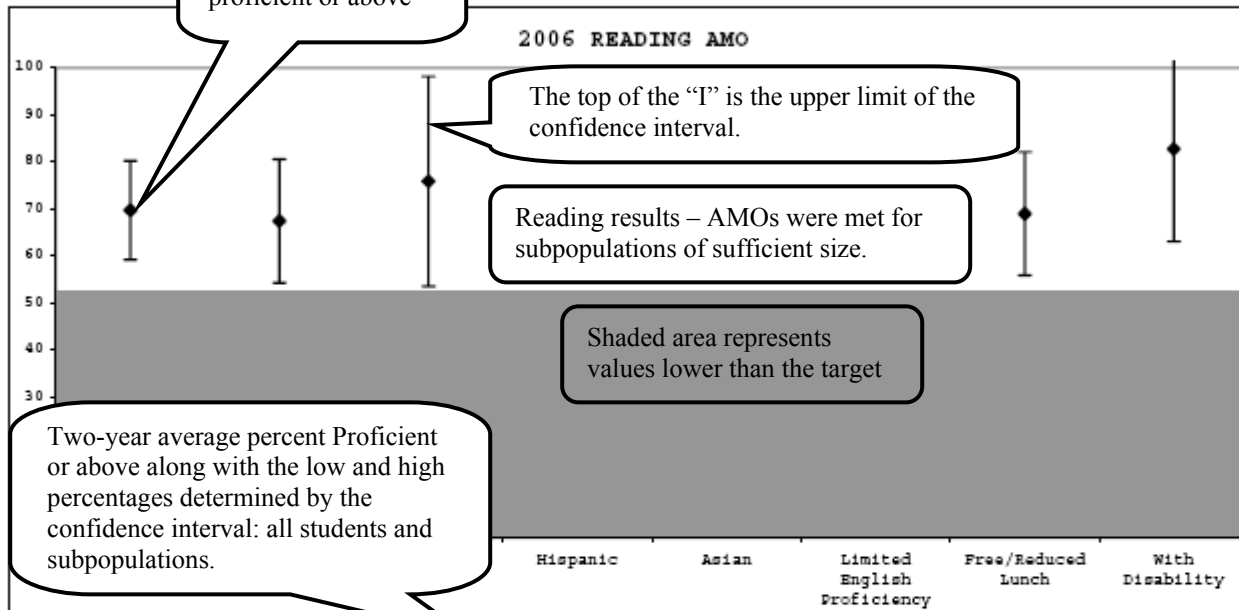 proficient or above
2006 READING AMO
100
90
80
70
60
50
40
30
The top of the “I” is the upper limit of the
confidence interval.
Reading results – AMOs were met for
subpopulations of sufficient size.
Shaded area represents
values lower than the target
Two-year average percent Proficient
or above along with the low and high
percentages determined by the
confidence interval: all students and
subpopulations.
Hispanic
Asian
Limited
English
Proficiency
Free/Reduced
Lunch
With
Disability